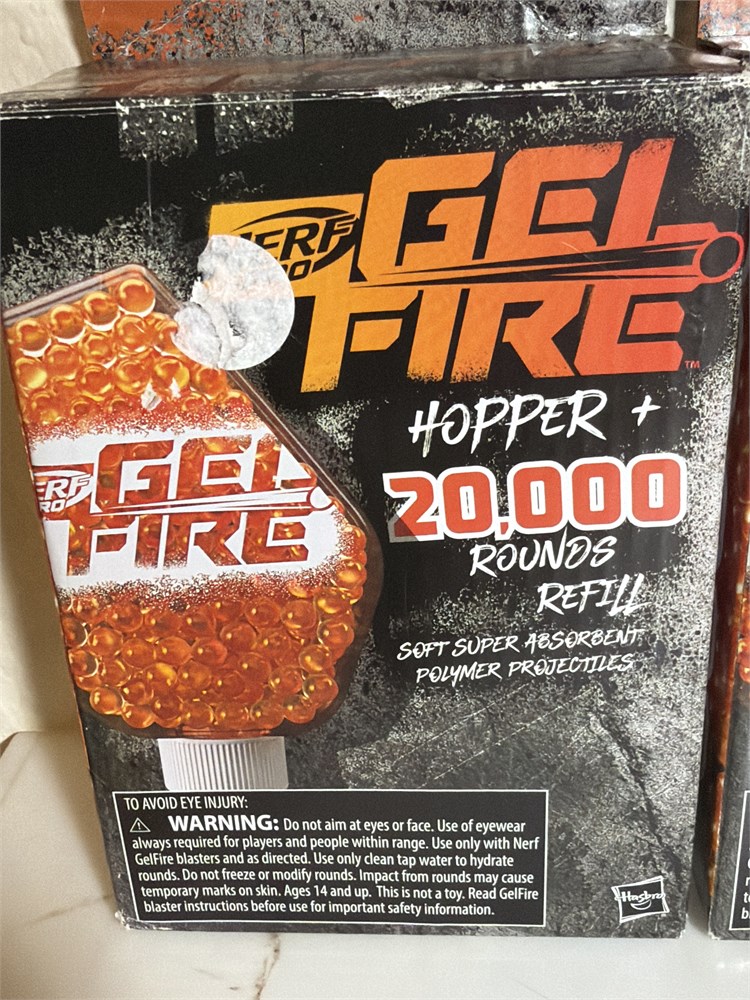 NERF
GEL
FIRE
™
HOPPER +
20,000
ROUNDS
REFILL
SOFT SUPER ABSORBENT
POLYMER PROJECTILES
GEL
FIRE
TO AVOID EYE INJURY:
⚠ WARNING: Do not aim at eyes or face. Use of eyewear
always required for players and people within range. Use only with Nerf
GelFire blasters and as directed. Use only clean tap water to hydrate
rounds. Do not freeze or modify rounds. Impact from rounds may cause
temporary marks on skin. Ages 14 and up. This is not a toy. Read GelFire
blaster instructions before use for important safety information.
Hasbro